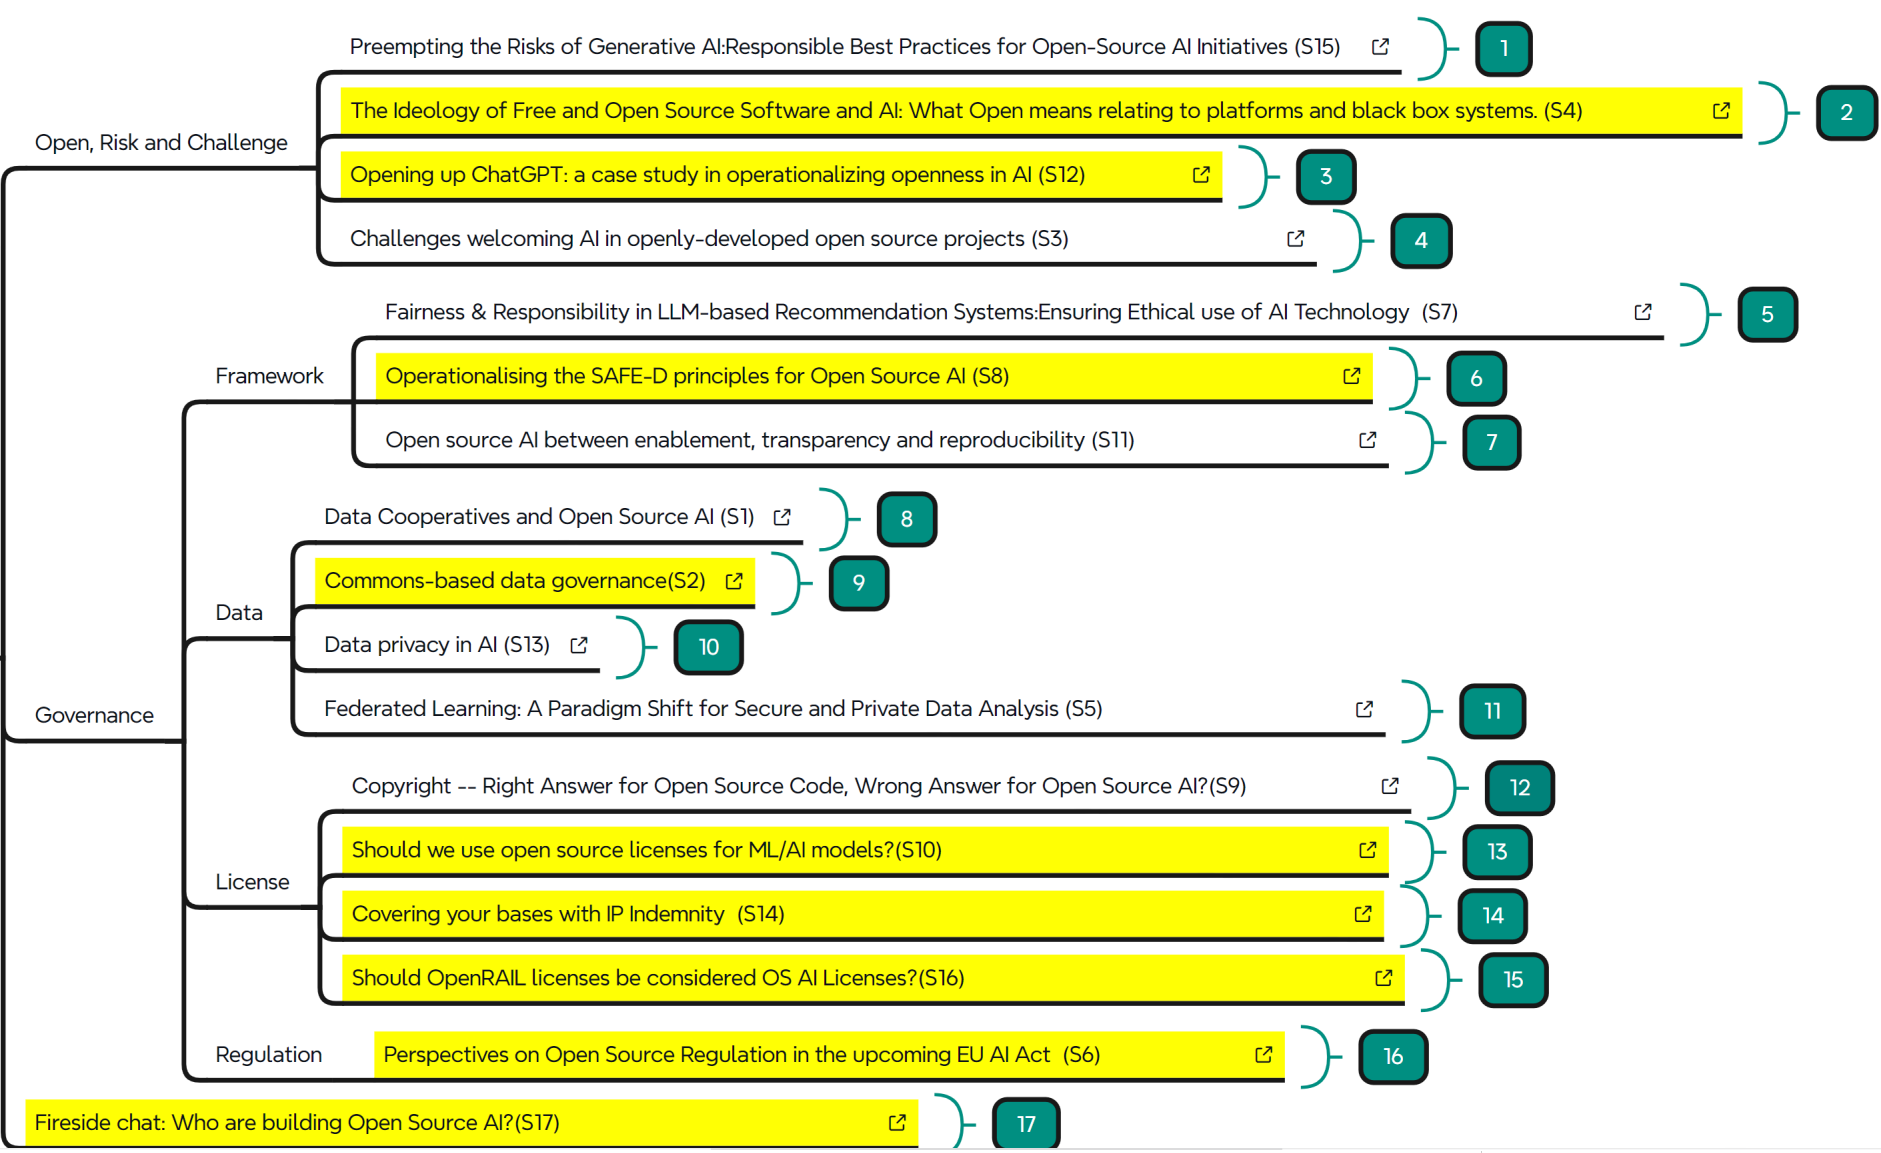 Preempting the Risks of Generative AI:Responsible Best Practices for Open-Source AI Initiatives (S15)
1
The Ideology of Free and Open Source Software and AI: What Open means relating to platforms and black box systems. (S4)
2
Open, Risk and Challenge
Opening up ChatGPT: a case study in operationalizing openness in AI (S12)
3
Challenges welcoming AI in openly-developed open source projects (S3)
4
Fairness & Responsibility in LLM-based Recommendation Systems:Ensuring Ethical use of AI Technology (S7)
5
Framework
Operationalising the SAFE-D principles for Open Source AI (S8)
6
Open source AI between enablement, transparency and reproducibility (S11)
7
Data Cooperatives and Open Source AI (S1)
8
Commons-based data governance(S2)
9
Data
Data privacy in AI (S13)
10
Federated Learning: A Paradigm Shift for Secure and Private Data Analysis (S5)
11
Governance
Copyright -- Right Answer for Open Source Code, Wrong Answer for Open Source AI?(S9)
12
Should we use open source licenses for ML/AI models?(S10)
13
License
Covering your bases with IP Indemnity (S14)
14
Should OpenRAIL licenses be considered OS AI Licenses?(S16)
15
Regulation
Perspectives on Open Source Regulation in the upcoming EU AI Act (S6)
16
Fireside chat: Who are building Open Source AI?(S17)
17